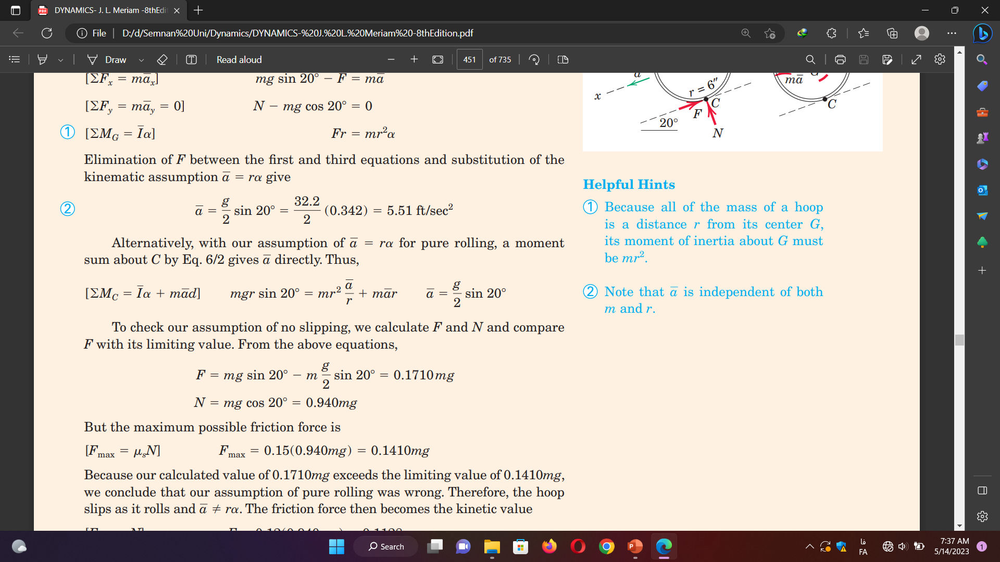 DYNAMICS- J. L. Meriam -8thEdi
File
D:/d/Semnan%20Uni/Dynamics/DYNAMICS-%20J.%20L.%20Meriam%20-8thEdition.pdf
Draw
T
Read aloud
451
of 735
[ΣFₓ = māₓ] mg sin 20° − F = mā
[ΣF_y = mā_y = 0] N − mg cos 20° = 0
① [ΣM_G = Īα] Fr = mr²α
Elimination of F between the first and third equations and substitution of the
kinematic assumption ā = rα give
② ā = g/2 sin 20° = 32.2/2 (0.342) = 5.51 ft/sec²
Alternatively, with our assumption of ā = rα for pure rolling, a moment
sum about C by Eq. 6/2 gives ā directly. Thus,
[ΣM_C = Īα + mād] mgr sin 20° = mr² ā/r + mār ā = g/2 sin 20°
To check our assumption of no slipping, we calculate F and N and compare
F with its limiting value. From the above equations,
F = mg sin 20° − m g/2 sin 20° = 0.1710mg
N = mg cos 20° = 0.940mg
But the maximum possible friction force is
[F_max = μ_sN] F_max = 0.15(0.940mg) = 0.1410mg
Because our calculated value of 0.1710mg exceeds the limiting value of 0.1410mg,
we conclude that our assumption of pure rolling was wrong. Therefore, the hoop
slips as it rolls and ā ≠ rα. The friction force then becomes the kinetic value
x
r = 6″
C
F
20°
N
mā
C
Helpful Hints
① Because all of the mass of a hoop
is a distance r from its center G,
its moment of inertia about G must
be mr².
② Note that ā is independent of both
m and r.
Search
فا
FA
7:37 AM
5/14/2023
1